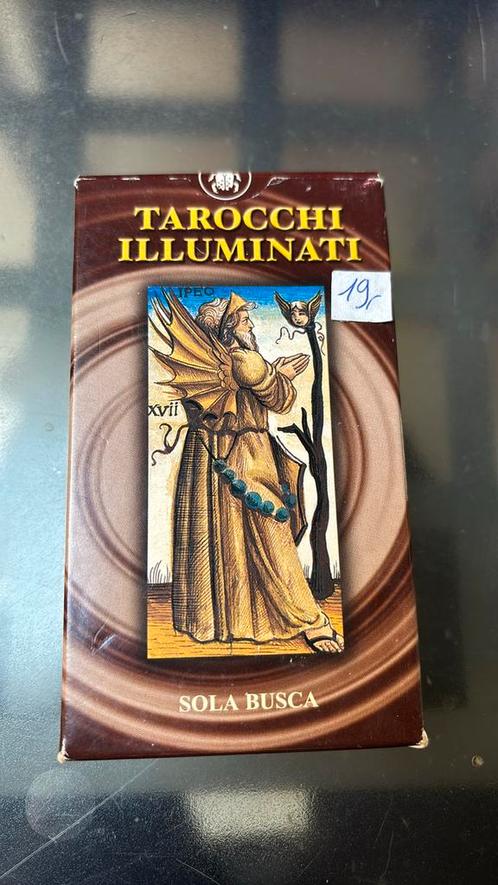 TAROCCHI
ILLUMINATI
19,-
IPEO
xvii
SOLA BUSCA